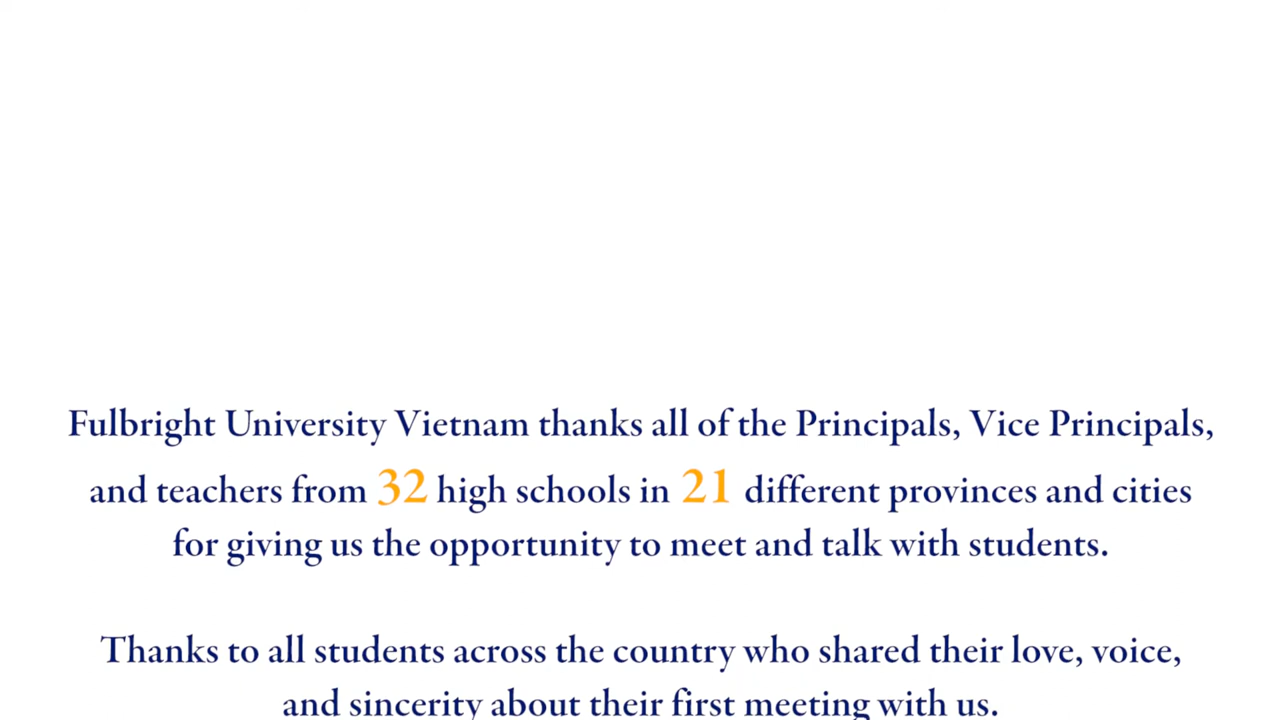 Fulbright University Vietnam thanks all of the Principals, Vice Principals,
and teachers from 32 high schools in 21 different provinces and cities
for giving us the opportunity to meet and talk with students.
Thanks to all students across the country who shared their love, voice,
and sincerity about their first meeting with us.